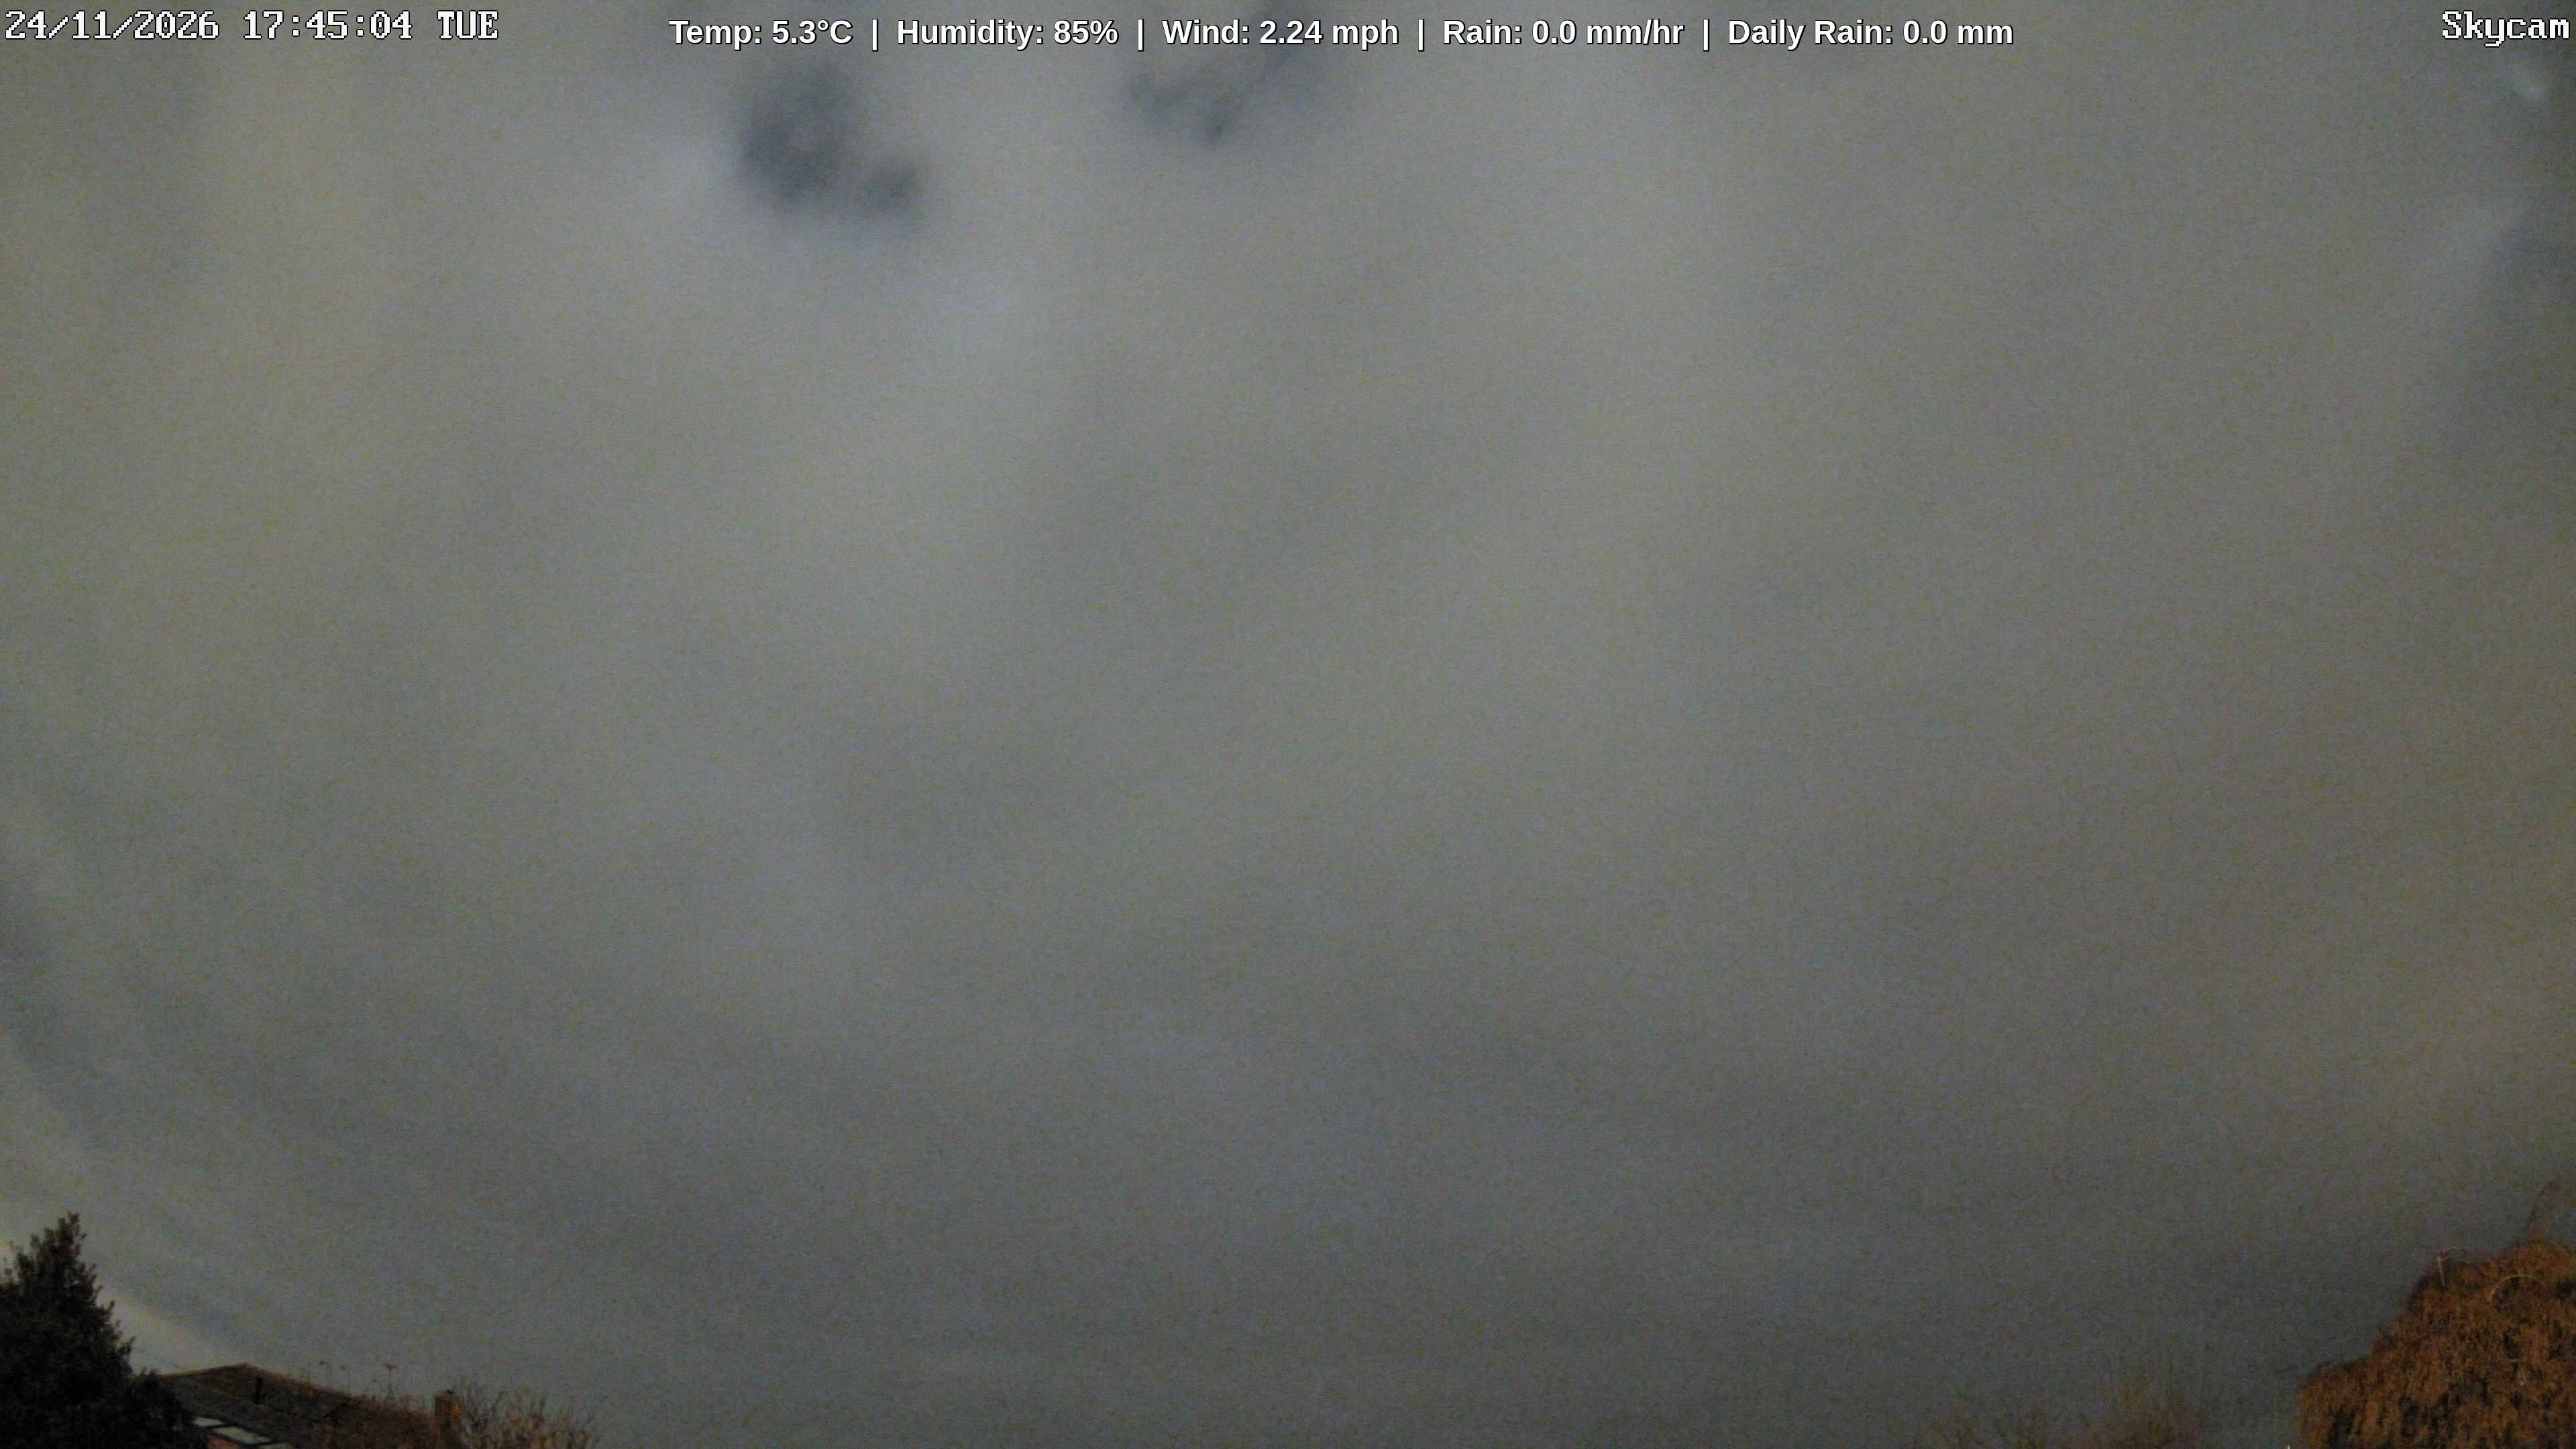 24/11/2026 17:45:04 TUE
Temp: 5.3°C | Humidity: 85% | Wind: 2.24 mph | Rain: 0.0 mm/hr | Daily Rain: 0.0 mm
Skycam